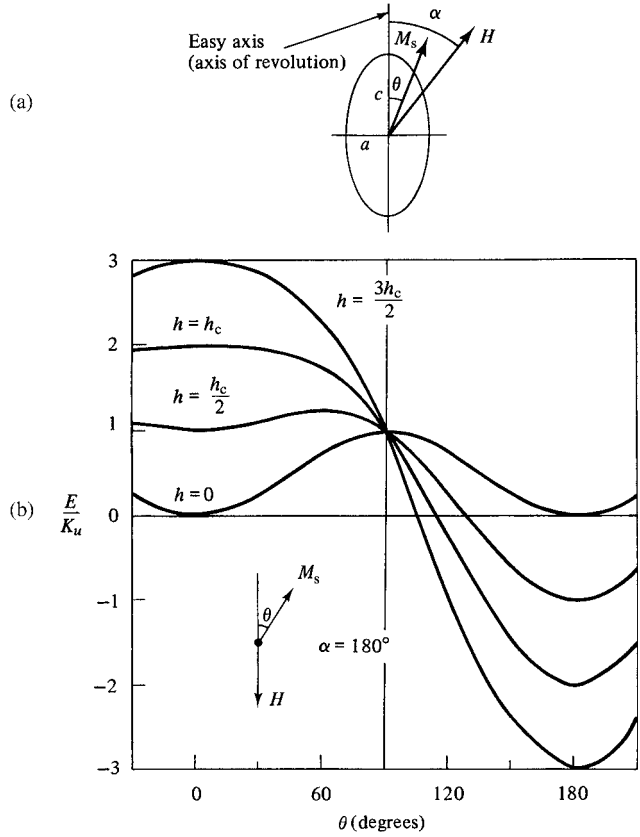 (a)
Easy axis
(axis of revolution)
α
M_s
H
θ
c
a
(b)
E/K_u
3
2
1
0
−1
−2
−3
h = 3h_c/2
h = h_c
h = h_c/2
h = 0
M_s
θ
H
α = 180°
0 60 90 120 180
θ (degrees)